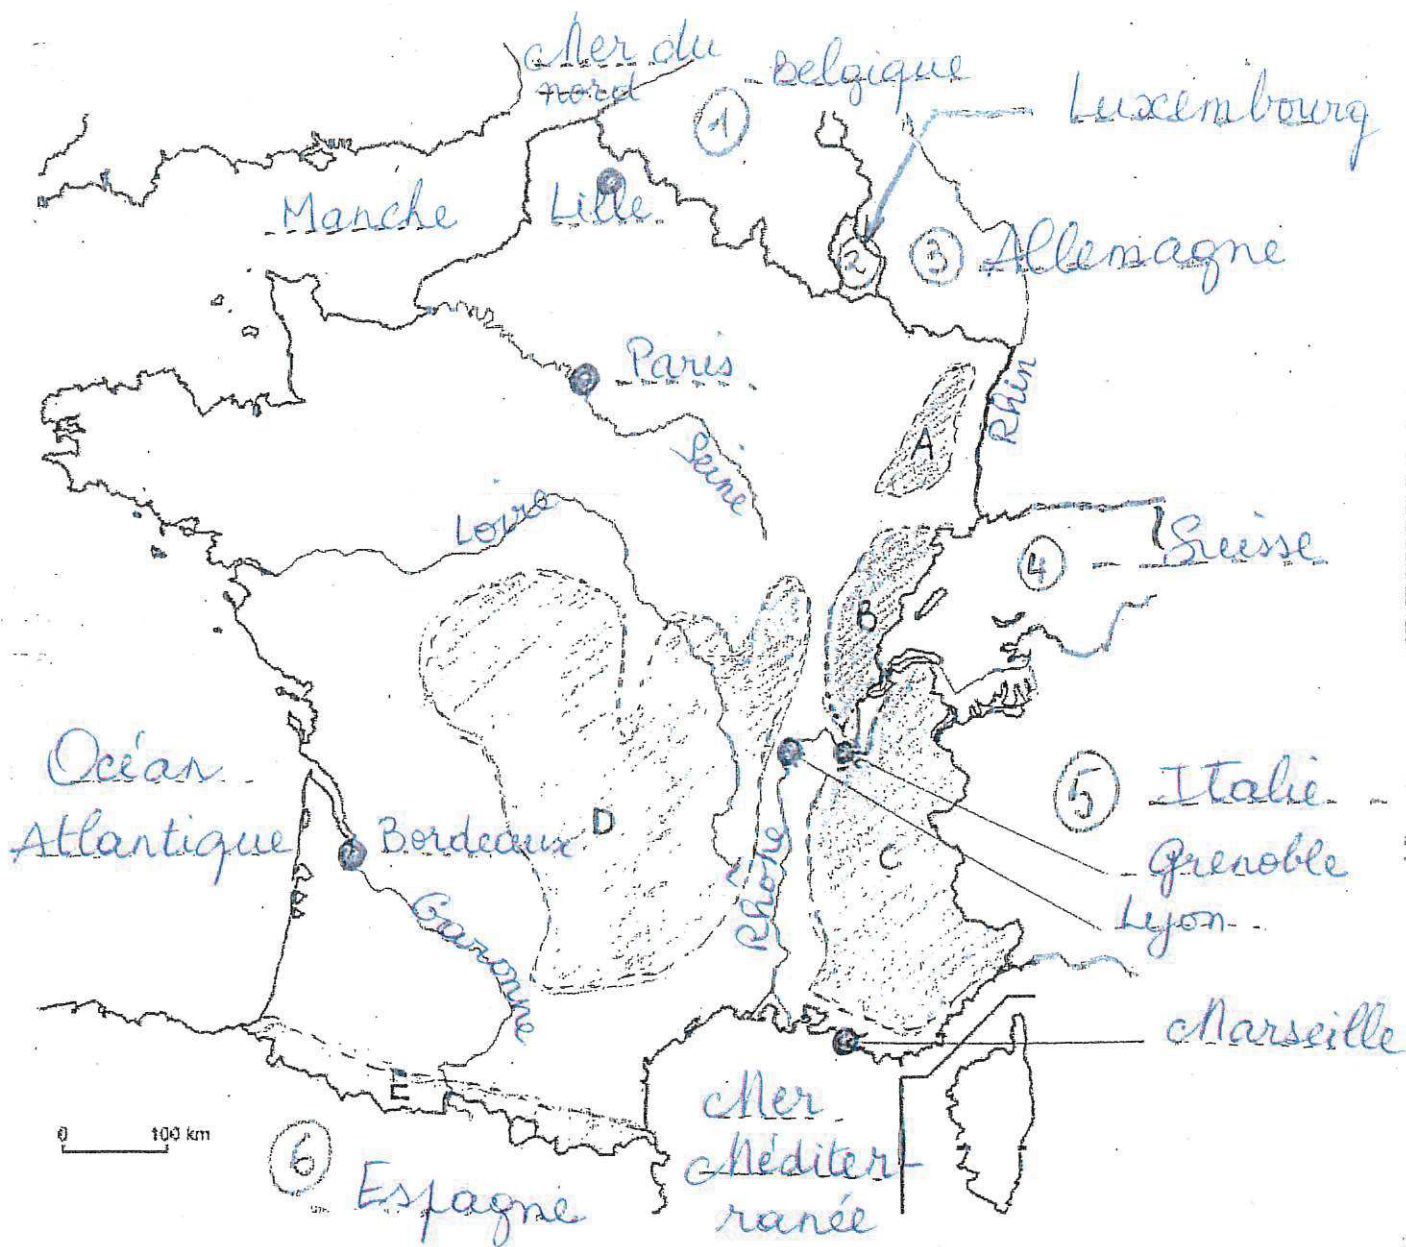 Mer du
nord
Belgique
1
Luxembourg
Manche
Lille
2
3
Allemagne
Paris
Rhin
A
Seine
Loire
4
Suisse
B
Océan
Atlantique
5
Italie
D
Bordeaux
C
Grenoble
Rhône
Lyon
Garonne
Marseille
E
Mer
Méditer-
ranée
0 100 km
6
Espagne